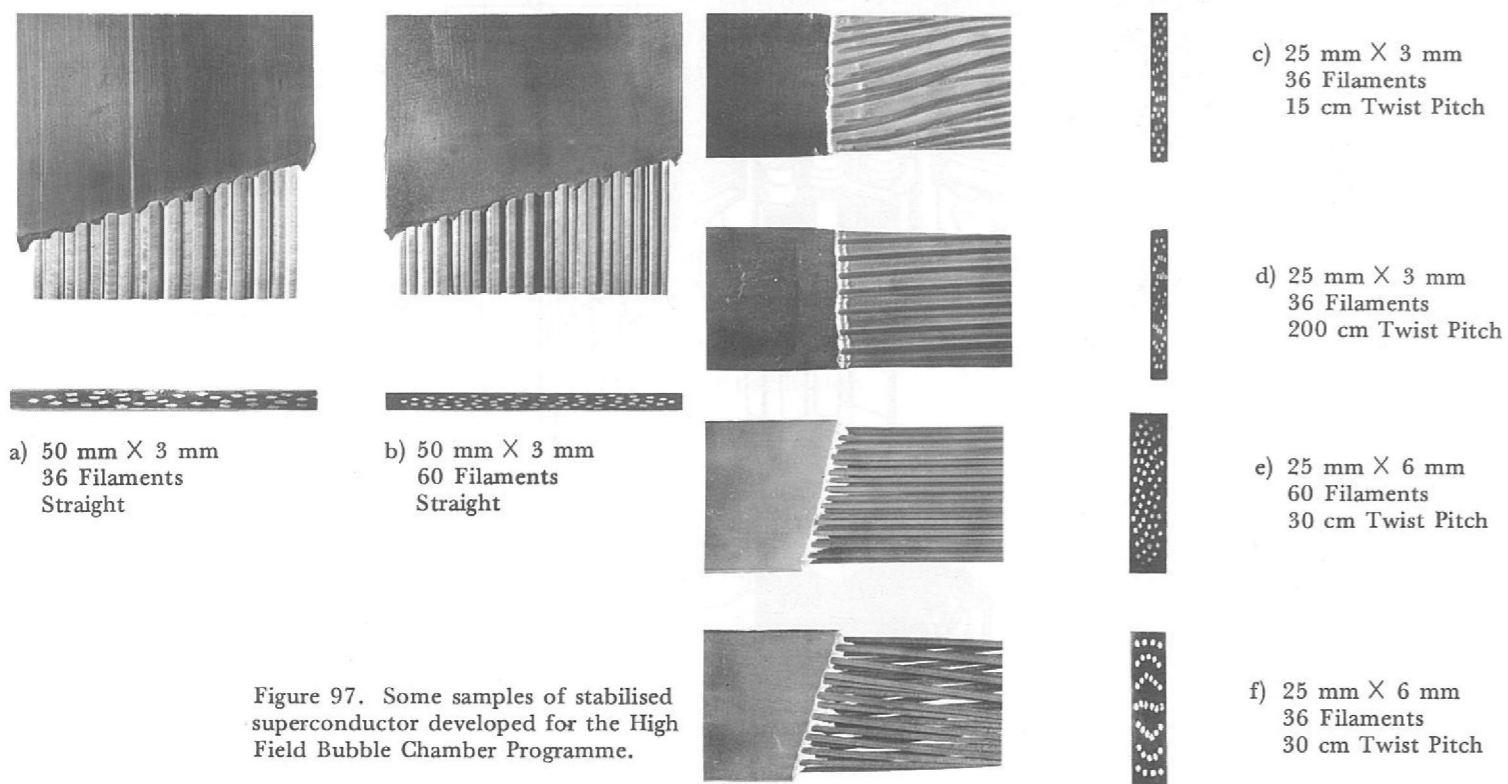 a) 50 mm X 3 mm
36 Filaments
Straight
b) 50 mm X 3 mm
60 Filaments
Straight
c) 25 mm X 3 mm
36 Filaments
15 cm Twist Pitch
d) 25 mm X 3 mm
36 Filaments
200 cm Twist Pitch
e) 25 mm X 6 mm
60 Filaments
30 cm Twist Pitch
f) 25 mm X 6 mm
36 Filaments
30 cm Twist Pitch
Figure 97. Some samples of stabilised
superconductor developed for the High
Field Bubble Chamber Programme.